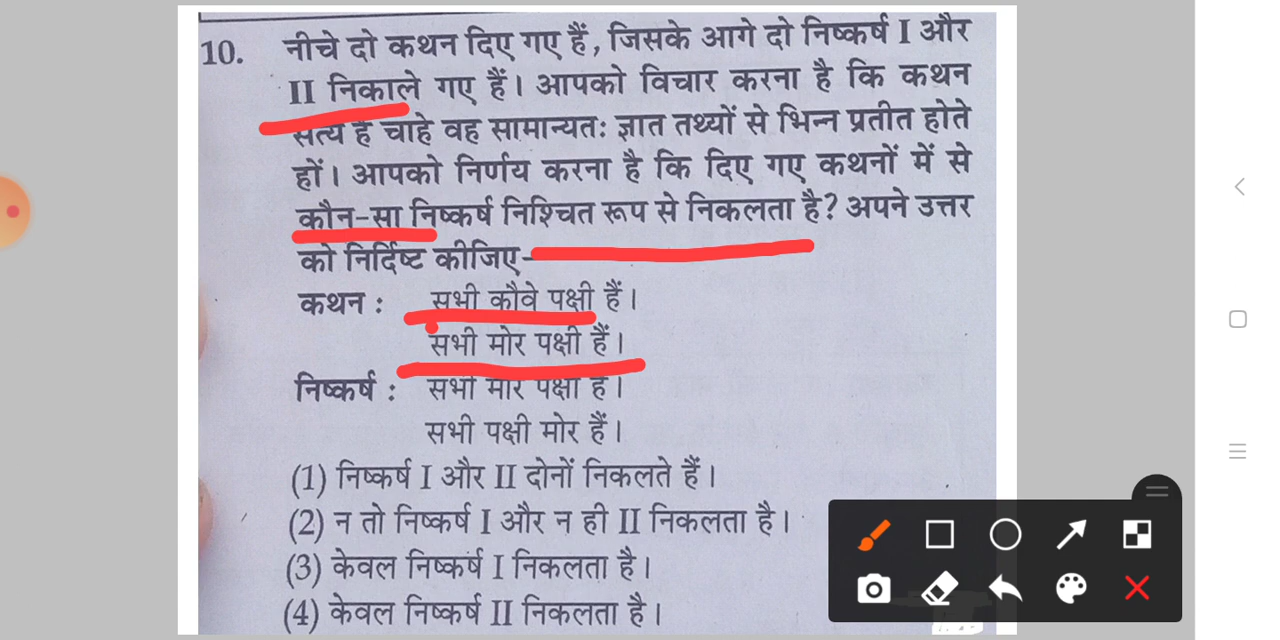 10. नीचे दो कथन दिए गए हैं, जिसके आगे दो निष्कर्ष I और
II निकाले गए हैं। आपको विचार करना है कि कथन
सत्य है चाहे वह सामान्यतः ज्ञात तथ्यों से भिन्न प्रतीत होते
हों। आपको निर्णय करना है कि दिए गए कथनों में से
कौन-सा निष्कर्ष निश्चित रूप से निकलता है? अपने उत्तर
को निर्दिष्ट कीजिए-
कथन : सभी कौवे पक्षी हैं।
सभी मोर पक्षी हैं।
निष्कर्ष : सभी मोर पक्षी हैं।
सभी पक्षी मोर हैं।
(1) निष्कर्ष I और II दोनों निकलते हैं।
(2) न तो निष्कर्ष I और न ही II निकलता है।
(3) केवल निष्कर्ष I निकलता है।
(4) केवल निष्कर्ष II निकलता है।